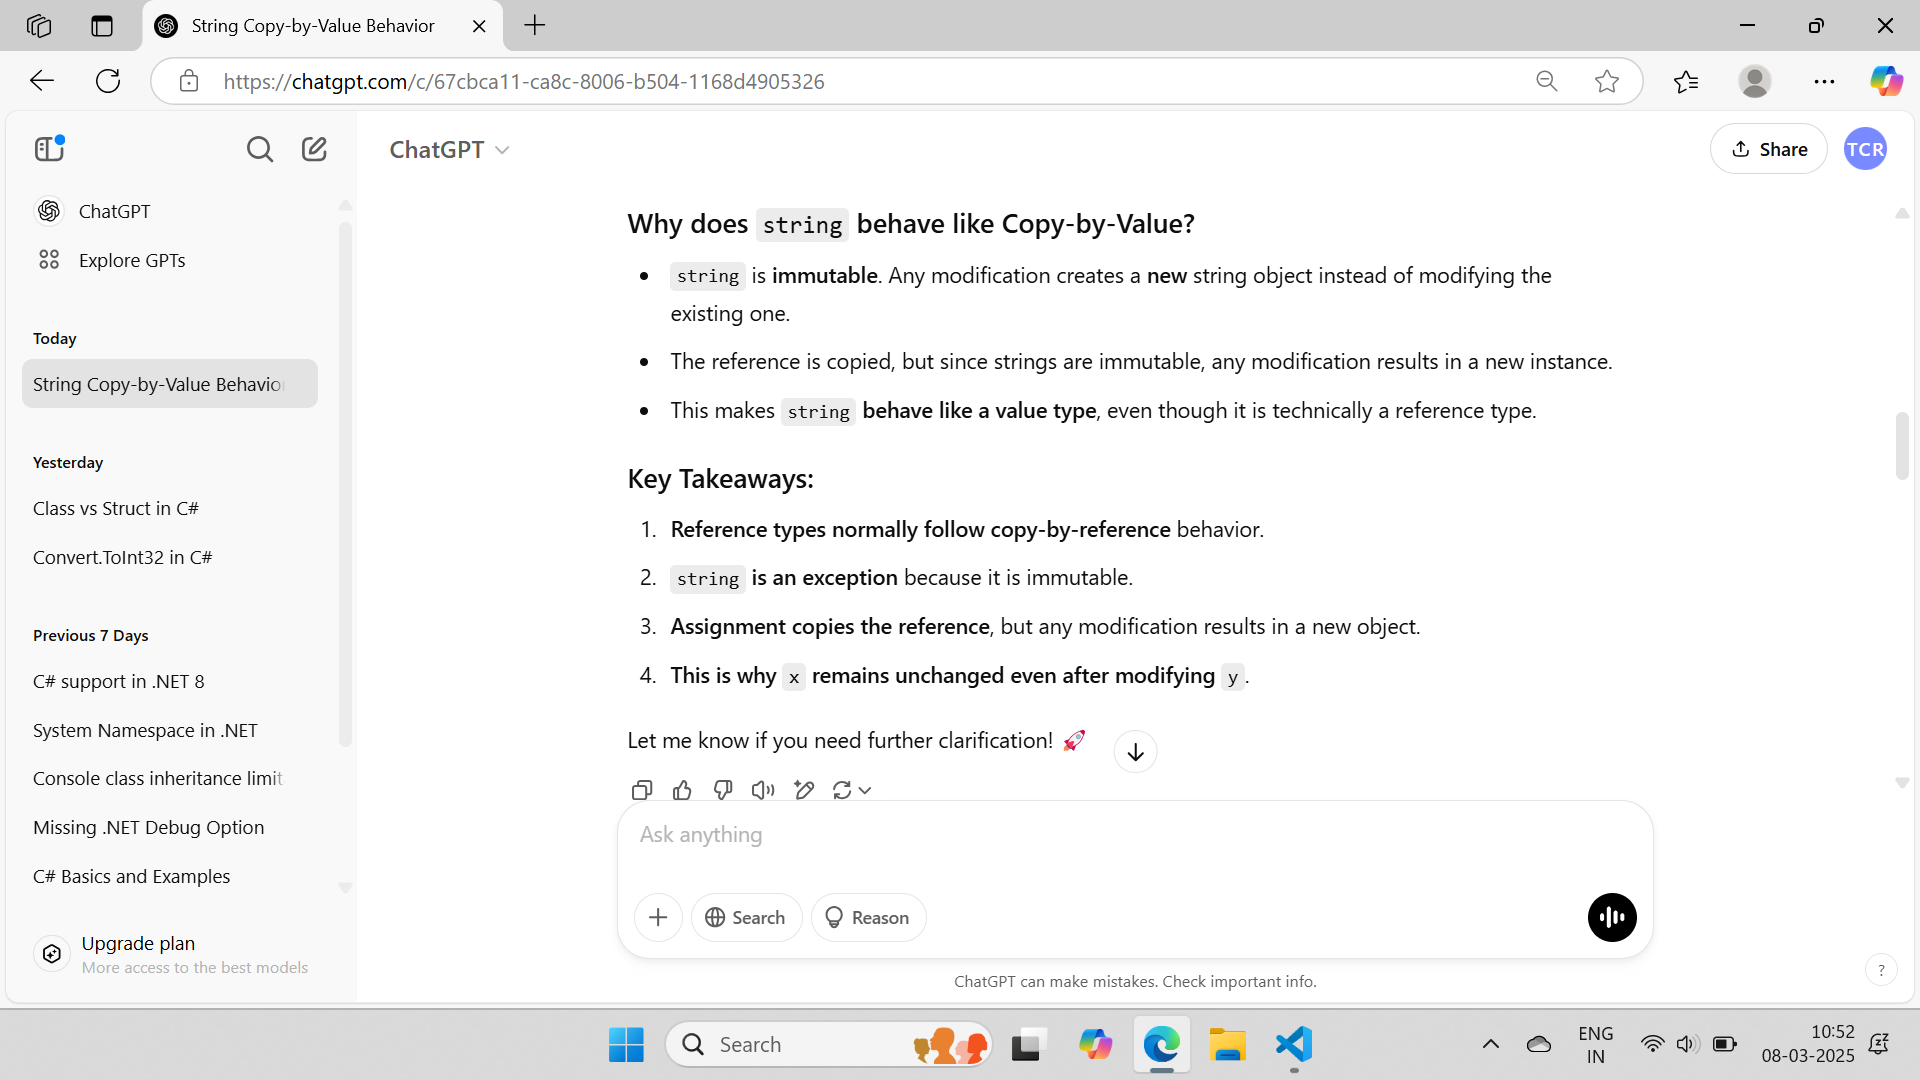 String Copy-by-Value Behavior
https://chatgpt.com/c/67cbca11-ca8c-8006-b504-1168d4905326
ChatGPT
Share
TCR
ChatGPT
Explore GPTs
Today
String Copy-by-Value Behavior
Yesterday
Class vs Struct in C#
Convert.ToInt32 in C#
Previous 7 Days
C# support in .NET 8
System Namespace in .NET
Console class inheritance limit
Missing .NET Debug Option
C# Basics and Examples
Upgrade plan
More access to the best models
Why does string behave like Copy-by-Value?
string is immutable. Any modification creates a new string object instead of modifying the
existing one.
The reference is copied, but since strings are immutable, any modification results in a new instance.
This makes string behave like a value type, even though it is technically a reference type.
Key Takeaways:
1. Reference types normally follow copy-by-reference behavior.
2. string is an exception because it is immutable.
3. Assignment copies the reference, but any modification results in a new object.
4. This is why x remains unchanged even after modifying y.
Let me know if you need further clarification! 🚀
Ask anything
Search
Reason
ChatGPT can make mistakes. Check important info.
?
Search
ENG
IN
10:52
08-03-2025